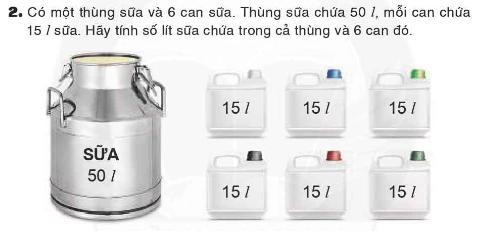 2. Có một thùng sữa và 6 can sữa. Thùng sữa chứa 50 l, mỗi can chứa
15 l sữa. Hãy tính số lít sữa chứa trong cả thùng và 6 can đó.
15 l 15 l 15 l
SỮA
50 l
15 l 15 l 15 l